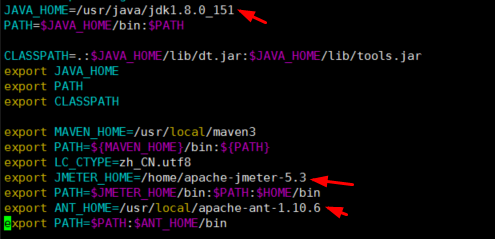 JAVA_HOME=/usr/java/jdk1.8.0_151
PATH=$JAVA_HOME/bin:$PATH
CLASSPATH=.:$JAVA_HOME/lib/dt.jar:$JAVA_HOME/lib/tools.jar
export JAVA_HOME
export PATH
export CLASSPATH
export MAVEN_HOME=/usr/local/maven3
export PATH=${MAVEN_HOME}/bin:${PATH}
export LC_CTYPE=zh_CN.utf8
export JMETER_HOME=/home/apache-jmeter-5.3
export PATH=$JMETER_HOME/bin:$PATH:$HOME/bin
export ANT_HOME=/usr/local/apache-ant-1.10.6
export PATH=$PATH:$ANT_HOME/bin